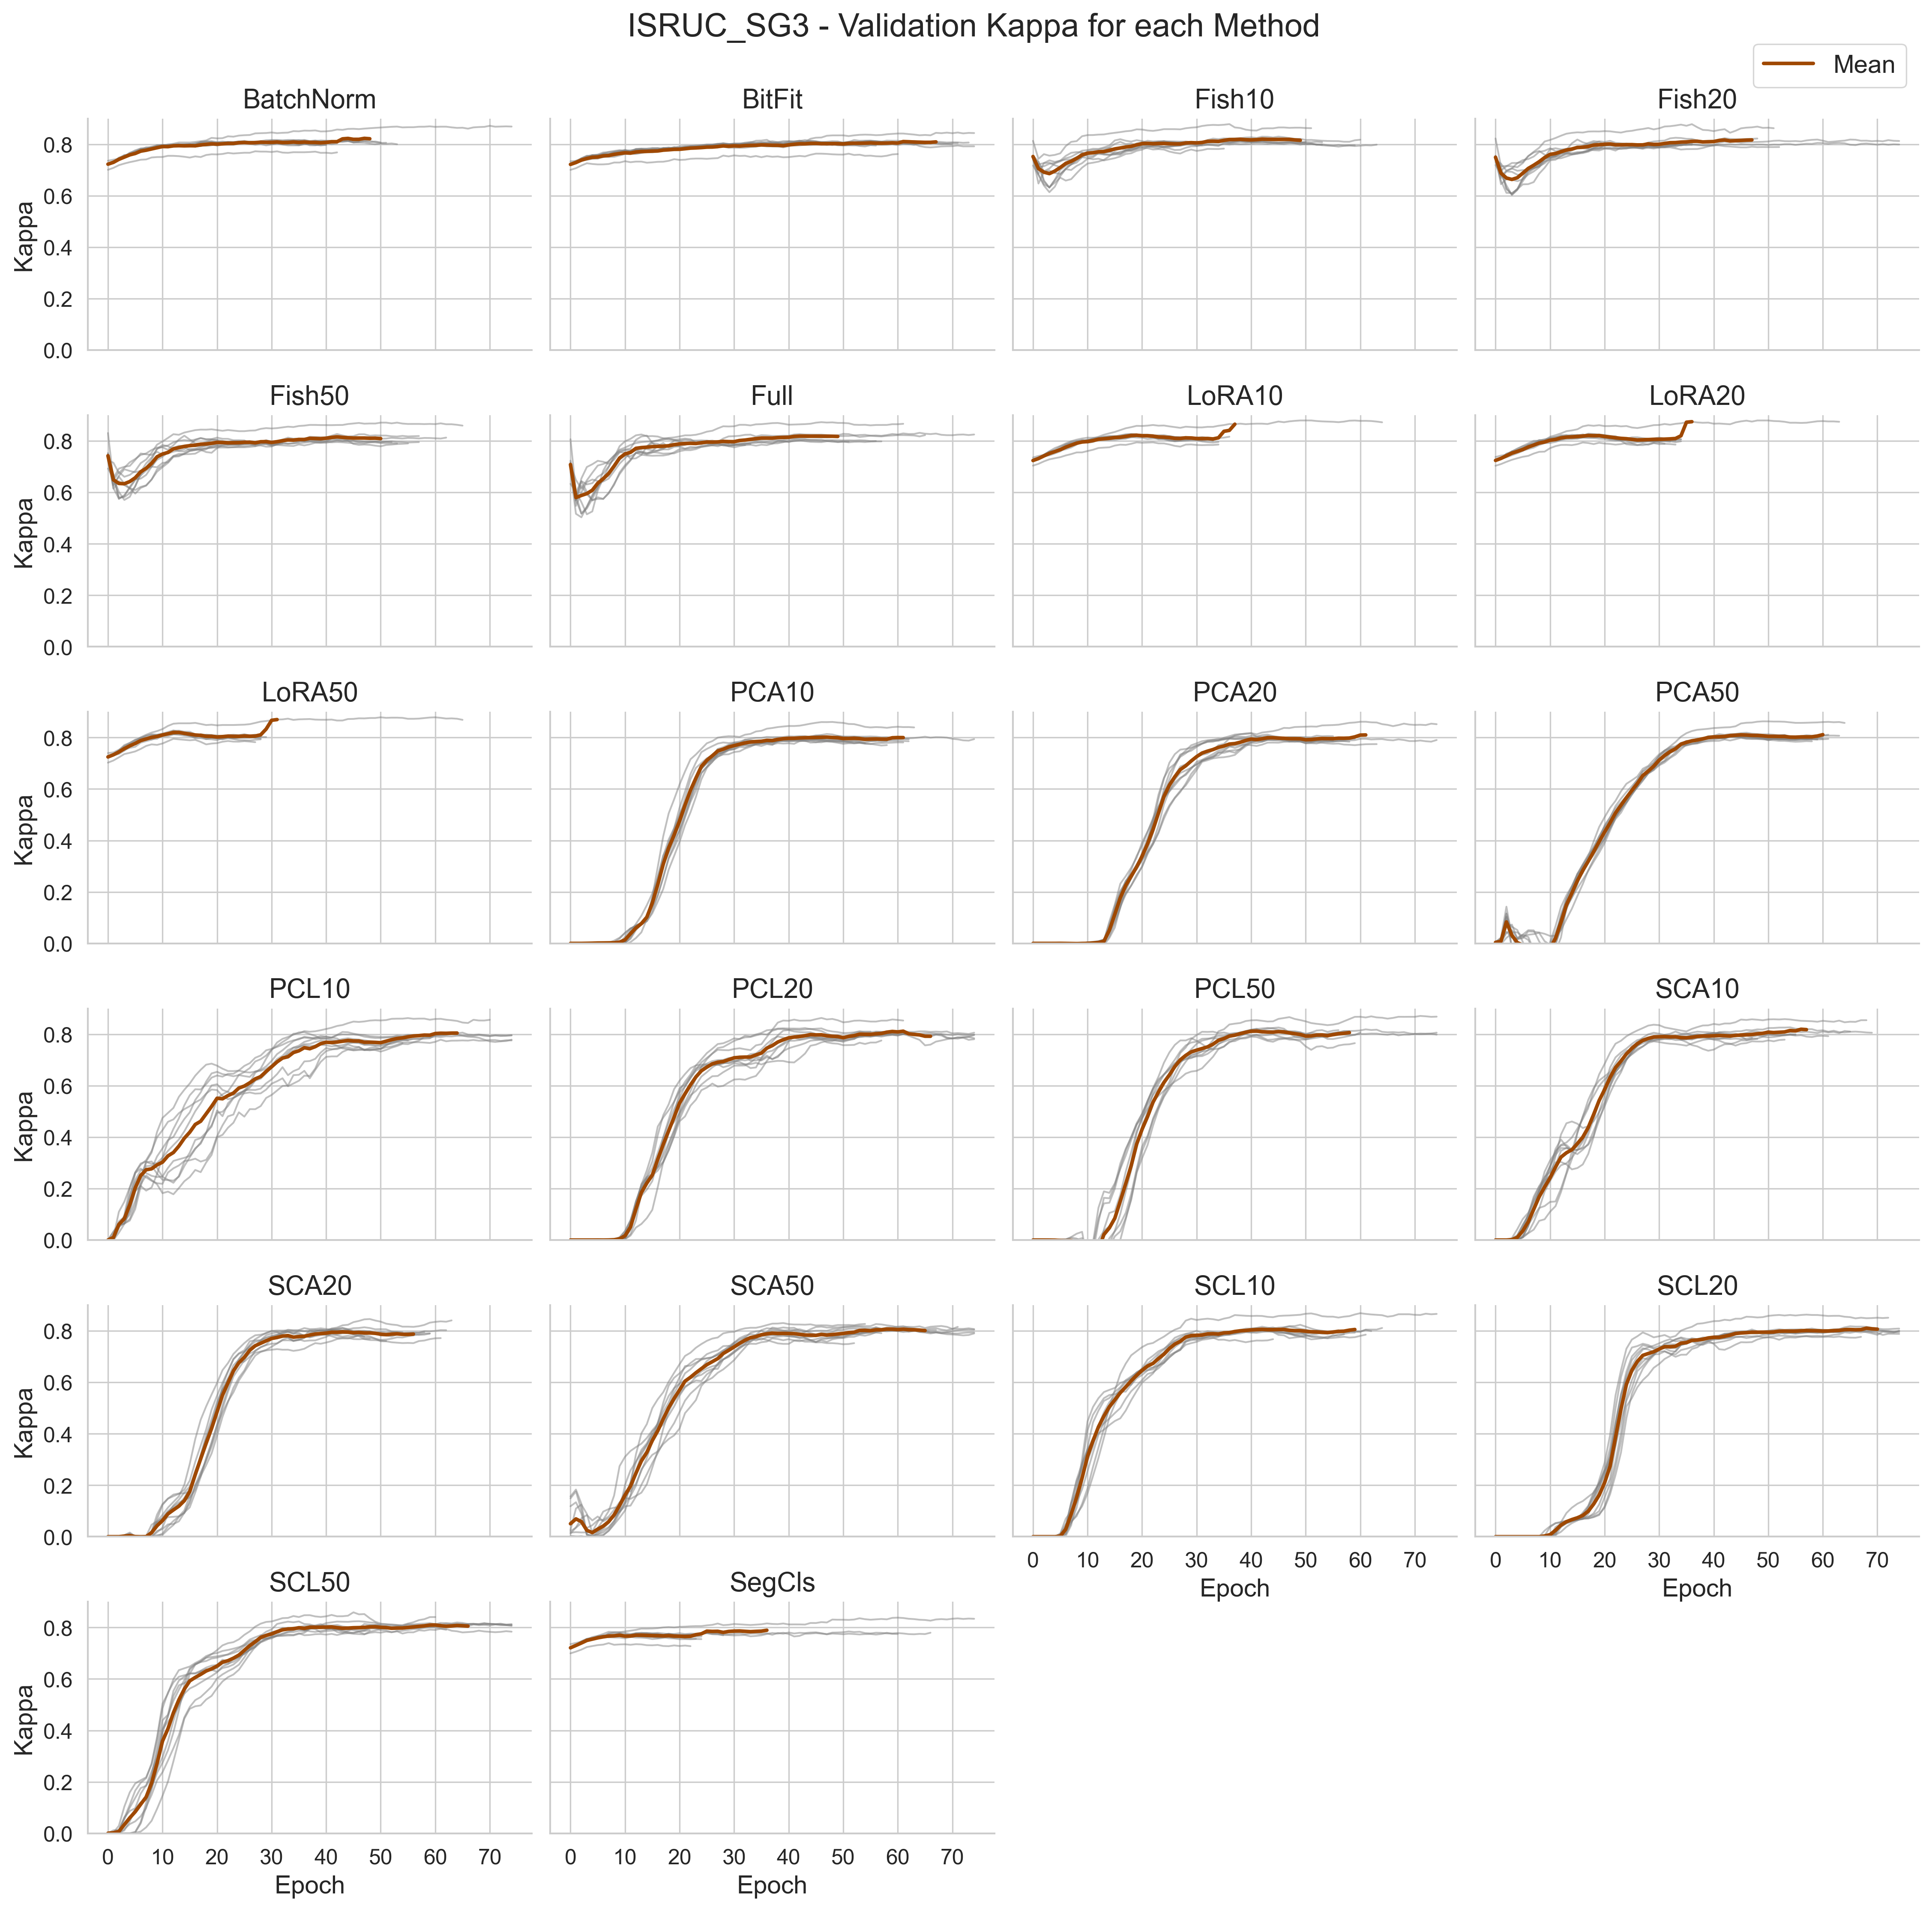 ISRUC_SG3 - Validation Kappa for each Method
Mean
BatchNorm
BitFit
Fish10
Fish20
Kappa
0.8
0.6
0.4
0.2
0.0
Fish50
Full
LoRA10
LoRA20
Kappa
0.8
0.6
0.4
0.2
0.0
LoRA50
PCA10
PCA20
PCA50
Kappa
0.8
0.6
0.4
0.2
0.0
PCL10
PCL20
PCL50
SCA10
Kappa
0.8
0.6
0.4
0.2
0.0
SCA20
SCA50
SCL10
SCL20
Kappa
0.8
0.6
0.4
0.2
0.0
0 10 20 30 40 50 60 70
Epoch
0 10 20 30 40 50 60 70
Epoch
SCL50
SegCls
Kappa
0.8
0.6
0.4
0.2
0.0
0 10 20 30 40 50 60 70
Epoch
0 10 20 30 40 50 60 70
Epoch